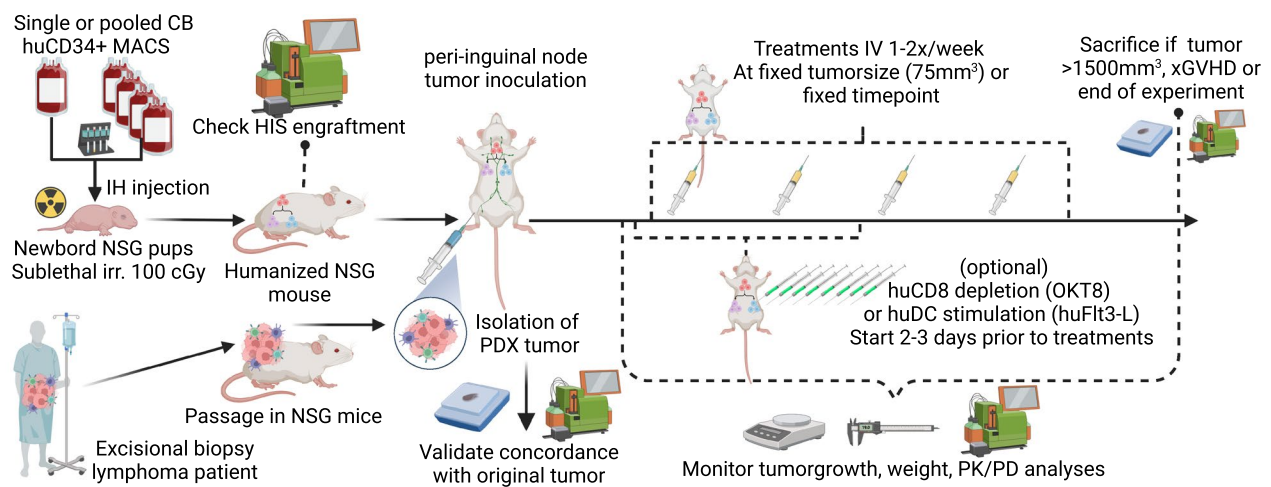 Single or pooled CB
huCD34+ MACS
Check HIS engraftment
IH injection
Newbord NSG pups
Sublethal irr. 100 cGy
Humanized NSG
mouse
peri-inguinal node
tumor inoculation
Treatments IV 1-2x/week
At fixed tumorsize (75mm³) or
fixed timepoint
Sacrifice if tumor
>1500mm³, xGVHD or
end of experiment
(optional)
huCD8 depletion (OKT8)
or huDC stimulation (huFlt3-L)
Start 2-3 days prior to treatments
Isolation of
PDX tumor
Passage in NSG mice
Excisional biopsy
lymphoma patient
Validate concordance
with original tumor
Monitor tumorgrowth, weight, PK/PD analyses